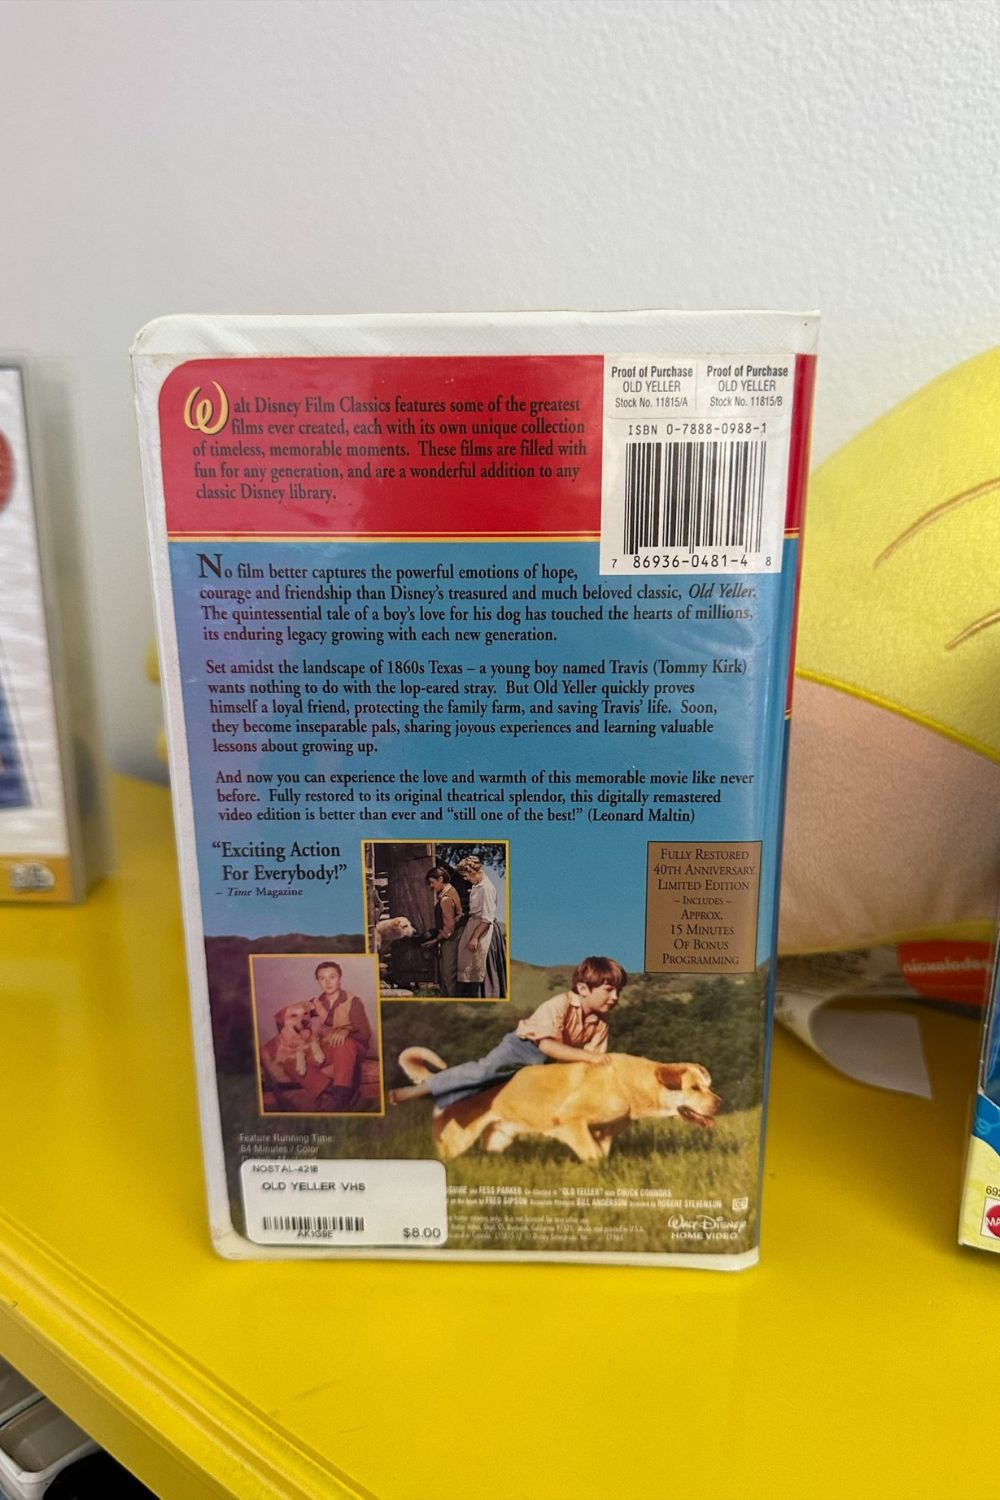 Walt Disney Film Classics features some of the greatest
films ever created, each with its own unique collection
of timeless, memorable moments. These films are filled with
fun for any generation, and are a wonderful addition to any
classic Disney library.
Proof of Purchase
OLD YELLER
Stock No. 11815/A
Proof of Purchase
OLD YELLER
Stock No. 11815/B
ISBN 0-7888-0988-1
7 86936-0481-4 8
No film better captures the powerful emotions of hope,
courage and friendship than Disney's treasured and much beloved classic, Old Yeller.
The quintessential tale of a boy's love for his dog has touched the hearts of millions,
its enduring legacy growing with each new generation.
Set amidst the landscape of 1860s Texas – a young boy named Travis (Tommy Kirk)
wants nothing to do with the lop-eared stray. But Old Yeller quickly proves
himself a loyal friend, protecting the family farm, and saving Travis' life. Soon,
they become inseparable pals, sharing joyous experiences and learning valuable
lessons about growing up.
And now you can experience the love and warmth of this memorable movie like never
before. Fully restored to its original theatrical splendor, this digitally remastered
video edition is better than ever and "still one of the best!" (Leonard Maltin)
"Exciting Action
For Everybody!"
– Time Magazine
FULLY RESTORED
40TH ANNIVERSARY
LIMITED EDITION
– INCLUDES –
APPROX.
15 MINUTES
OF BONUS
PROGRAMMING
Feature Running Time:
84 Minutes / Color
NOSTAL-421B
OLD YELLER VHS
AK1G9E
$8.00
and FESS PARKER "OLD YELLER" CHUCK CONNORS
FRED GIPSON BILL ANDERSON ROBERT STEVENSON
WALT DISNEY
HOME VIDEO
nickelodeon